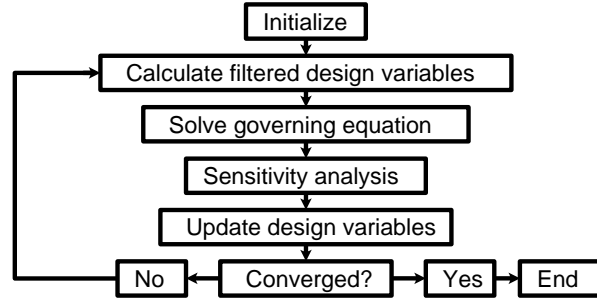 Initialize
Calculate filtered design variables
Solve governing equation
Sensitivity analysis
Update design variables
No
Converged?
Yes
End